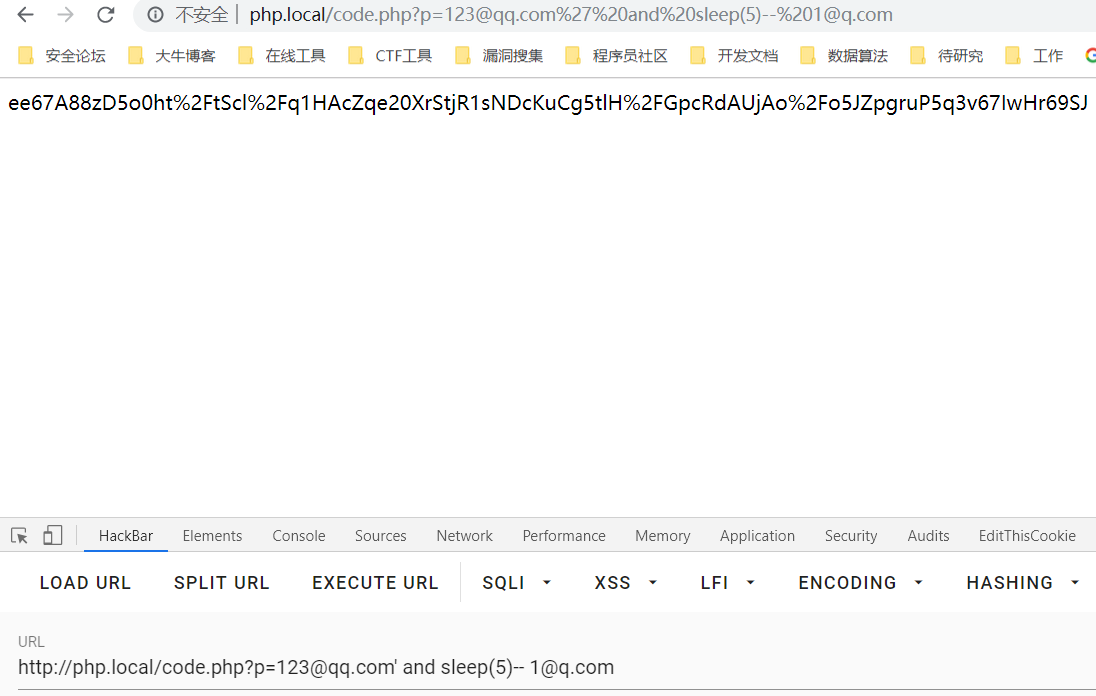 不安全 php.local/code.php?p=123@qq.com%27%20and%20sleep(5)--%201@q.com
安全论坛 大牛博客 在线工具 CTF工具 漏洞搜集 程序员社区 开发文档 数据算法 待研究 工作
ee67A88zD5o0ht%2FtScl%2Fq1HAcZqe20XrStjR1sNDcKuCg5tlH%2FGpcRdAUjAo%2Fo5JZpgruP5q3v67IwHr69SJ
HackBar Elements Console Sources Network Performance Memory Application Security Audits EditThisCookie
LOAD URL SPLIT URL EXECUTE URL SQLI XSS LFI ENCODING HASHING
URL
http://php.local/code.php?p=123@qq.com' and sleep(5)-- 1@q.com